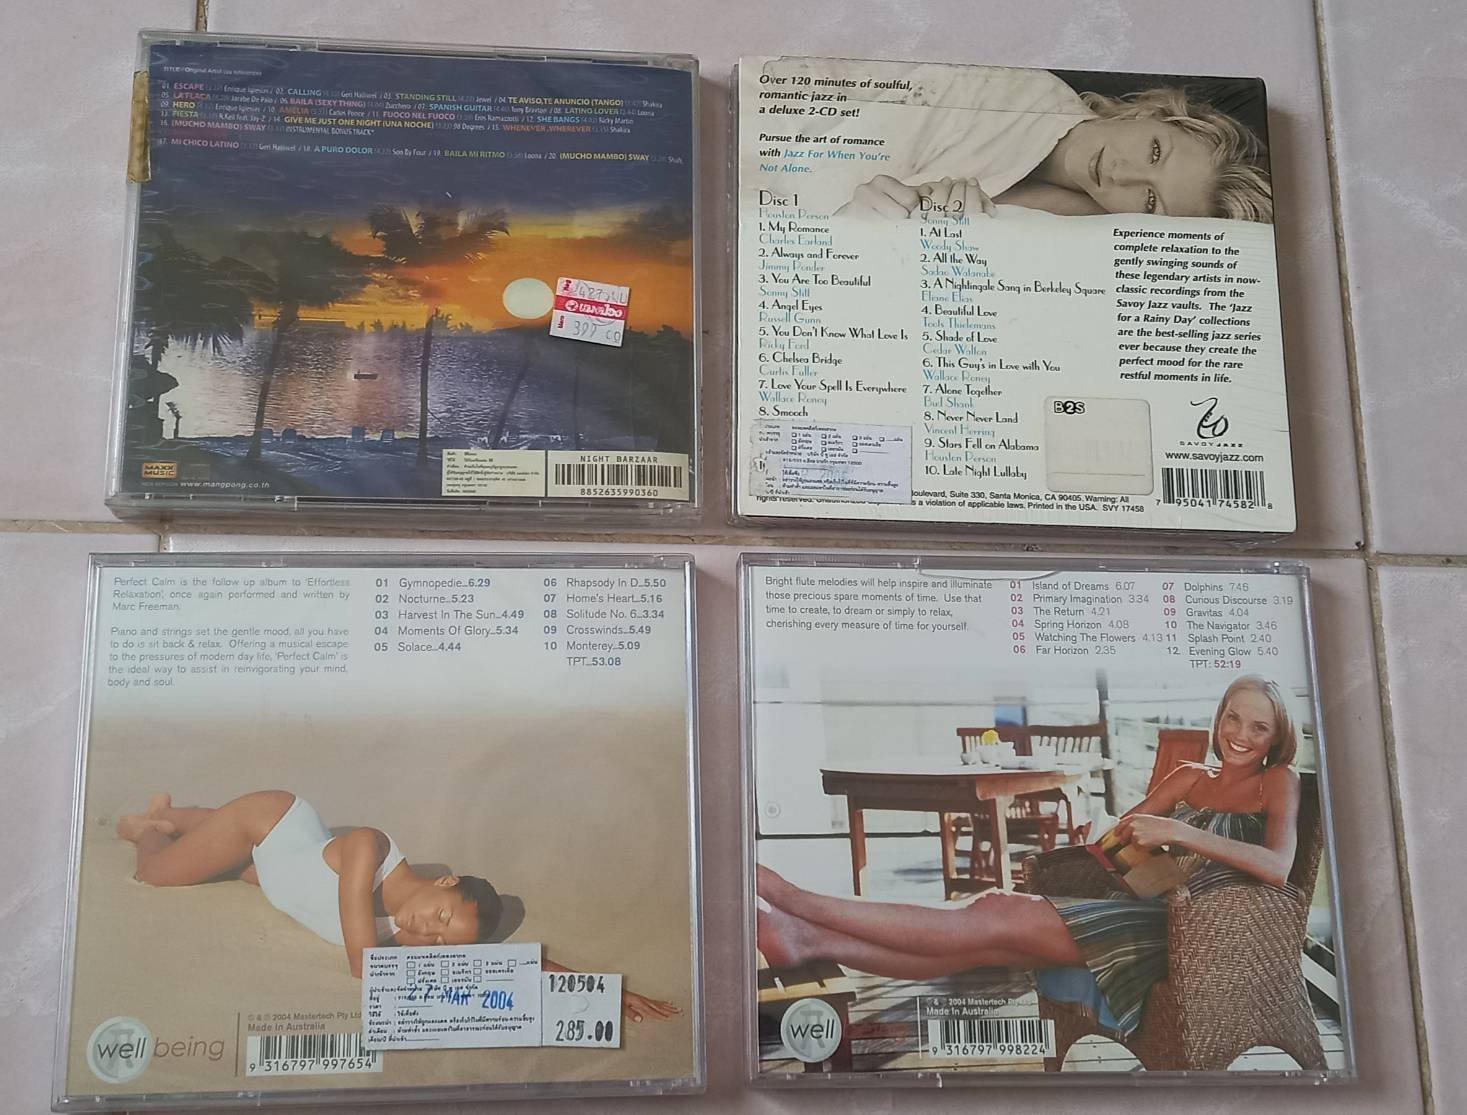 TITLE / Original Artist (as reference)
01. ESCAPE Enrique Iglesias / 02. CALLING Geri Halliwell / 03. STANDING STILL Jewel / 04. TE AVISO, TE ANUNCIO (TANGO) Shakira
05. LA FLACA Jarabe De Palo / 06. BAILA (SEXY THING) Zucchero / 07. SPANISH GUITAR Tony Braxton / 08. LATINO LOVER Loona
09. HERO Enrique Iglesias / 10. AMELIA Carlos Ponce / 11. FUOCO NEL FUOCO Eros Ramazzotti / 12. SHE BANGS Ricky Martin
13. FIESTA R.Kelly feat. Jay-Z / 14. GIVE ME JUST ONE NIGHT (UNA NOCHE) 98 Degrees / 15. WHENEVER, WHEREVER Shakira
16. (MUCHO MAMBO) SWAY INSTRUMENTAL BONUS TRACK*
17. MI CHICO LATINO Geri Halliwell / 18. A PURO DOLOR Son By Four / 19. BAILA MI RITMO Loona / 20. (MUCHO MAMBO) SWAY Shaft
399 00
MAXX MUSIC
www.mangpong.co.th
NIGHT BARZAAR
8852635990360
Over 120 minutes of soulful,
romantic jazz in
a deluxe 2-CD set!
Pursue the art of romance
with Jazz For When You're
Not Alone.
Disc 1
Houston Person
1. My Romance
Charles Earland
2. Always and Forever
Jimmy Ponder
3. You Are Too Beautiful
Sonny Stitt
4. Angel Eyes
Russell Gunn
5. You Don't Know What Love Is
Ricky Ford
6. Chelsea Bridge
Curtis Fuller
7. Love Your Spell Is Everywhere
Wallace Roney
8. Smooch
Disc 2
Sonny Stitt
1. At Last
Woody Shaw
2. All the Way
Sadao Watanabe
3. A Nightingale Sang in Berkeley Square
Eliane Elias
4. Beautiful Love
Toots Thielemans
5. Shade of Love
Cedar Walton
6. This Guy's in Love with You
Wallace Roney
7. Alone Together
Bud Shank
8. Never Never Land
Vincent Herring
9. Stars Fell on Alabama
Houston Person
10. Late Night Lullaby
Experience moments of
complete relaxation to the
gently swinging sounds of
these legendary artists in now-
classic recordings from the
Savoy Jazz vaults. The 'Jazz
for a Rainy Day' collections
are the best-selling jazz series
ever because they create the
perfect mood for the rare
restful moments in life.
B2S
SAVOY JAZZ
www.savoyjazz.com
oulevard, Suite 330, Santa Monica, CA 90405. Warning: All
rights reserved. s a violation of applicable laws. Printed in the USA. SVY 17458
7 95041 74582 8
Perfect Calm is the follow up album to 'Effortless
Relaxation', once again performed and written by
Marc Freeman.
Piano and strings set the gentle mood, all you have
to do is sit back & relax. Offering a musical escape
to the pressures of modern day life, 'Perfect Calm' is
the ideal way to assist in reinvigorating your mind,
body and soul.
01 Gymnopedie...6.29
02 Nocturne...5.23
03 Harvest In The Sun...4.49
04 Moments Of Glory...5.34
05 Solace...4.44
06 Rhapsody In D...5.50
07 Home's Heart...5.16
08 Solitude No. 6...3.34
09 Crosswinds...5.49
10 Monterey...5.09
TPT...53.08
MAR 2004
120504
285.00
well being
℗ & © 2004 Mastertech Pty Ltd
Made In Australia
9 316797 997654
Bright flute melodies will help inspire and illuminate
those precious spare moments of time. Use that
time to create, to dream or simply to relax,
cherishing every measure of time for yourself.
01 Island of Dreams 6.07
02 Primary Imagination 3.34
03 The Return 4.21
04 Spring Horizon 4.08
05 Watching The Flowers 4.13
06 Far Horizon 2.35
07 Dolphins 7.46
08 Curious Discourse 3.19
09 Gravitas 4.04
10 The Navigator 3.46
11 Splash Point 2.40
12. Evening Glow 5.40
TPT: 52:19
well
℗ & © 2004 Mastertech Pty Ltd
Made In Australia
9 316797 998224